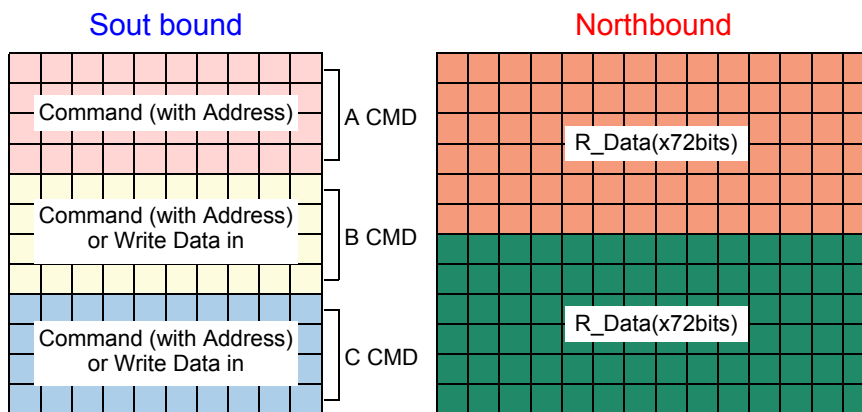 Sout bound
Northbound
Command (with Address)
A CMD
R_Data(x72bits)
Command (with Address)
or Write Data in
B CMD
Command (with Address)
or Write Data in
C CMD
R_Data(x72bits)